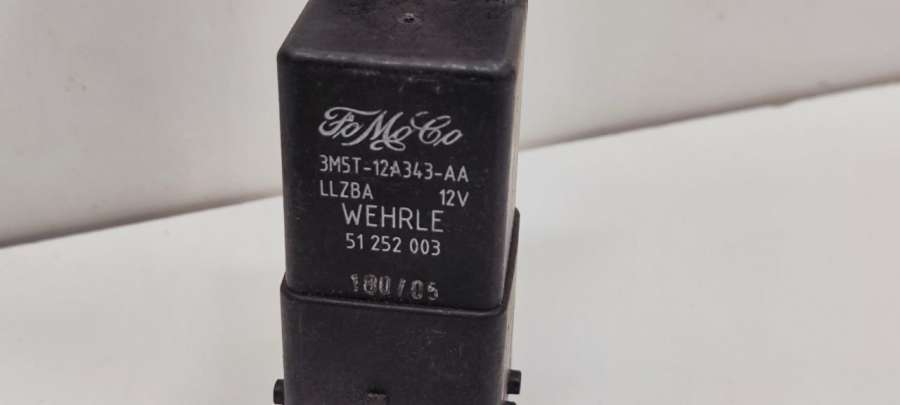 FoMoCo
3M5T-12A343-AA
LLZBA 12V
WEHRLE
51 252 003
180/05